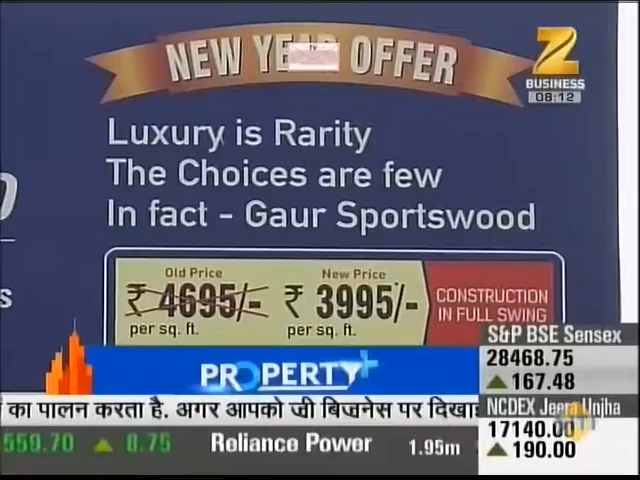 NEW YEAR OFFER
Z
BUSINESS
08:12
Luxury is Rarity
The Choices are few
In fact - Gaur Sportswood
Old Price
New Price
₹ 4695/-
₹ 3995/-
per sq. ft.
per sq. ft.
CONSTRUCTION
IN FULL SWING
PROPERTY+
S&P BSE Sensex
28468.75
▲ 167.48
का पालन करता है. अगर आपको ज़ी बिज़नेस पर दिखाई
NCDEX Jeera Unjha
17140.00
▲ 190.00
559.70 ▲ 8.75 Reliance Power 1.95m